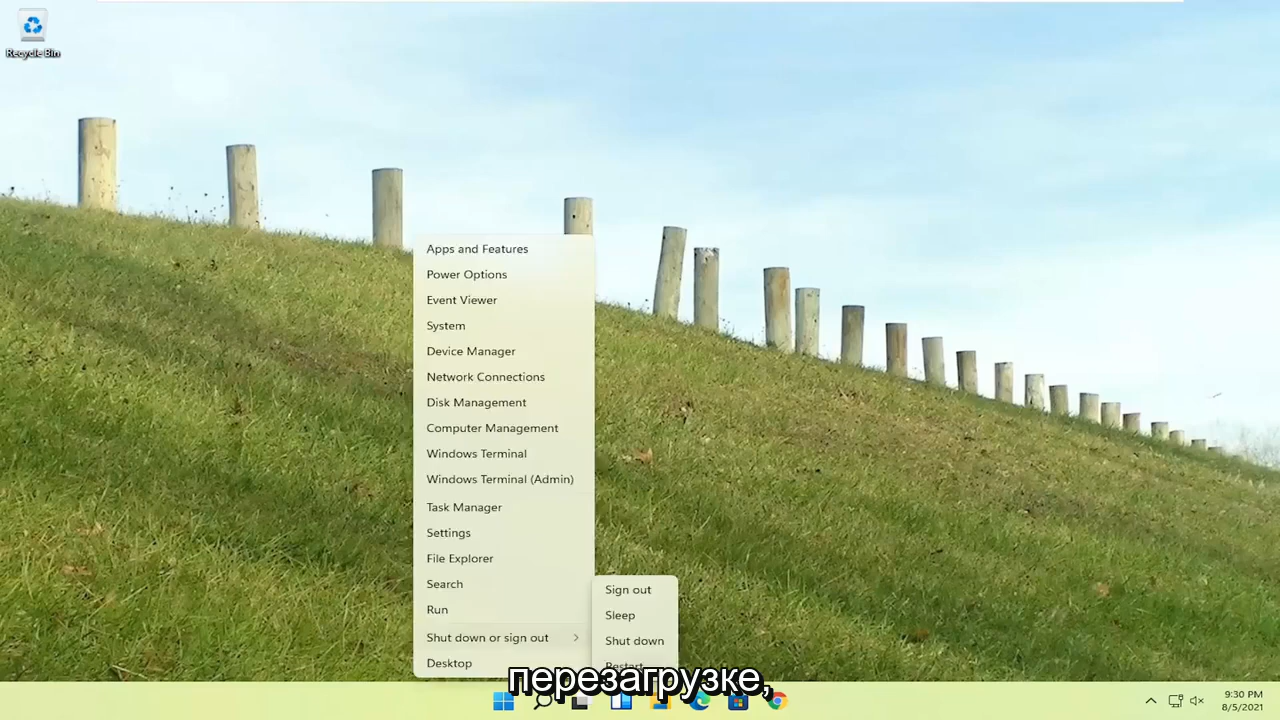 Recycle Bin
Apps and Features
Power Options
Event Viewer
System
Device Manager
Network Connections
Disk Management
Computer Management
Windows Terminal
Windows Terminal (Admin)
Task Manager
Settings
File Explorer
Search
Run
Shut down or sign out
Desktop
Sign out
Sleep
Shut down
Restart
перезагрузке,
9:30 PM
8/5/2021